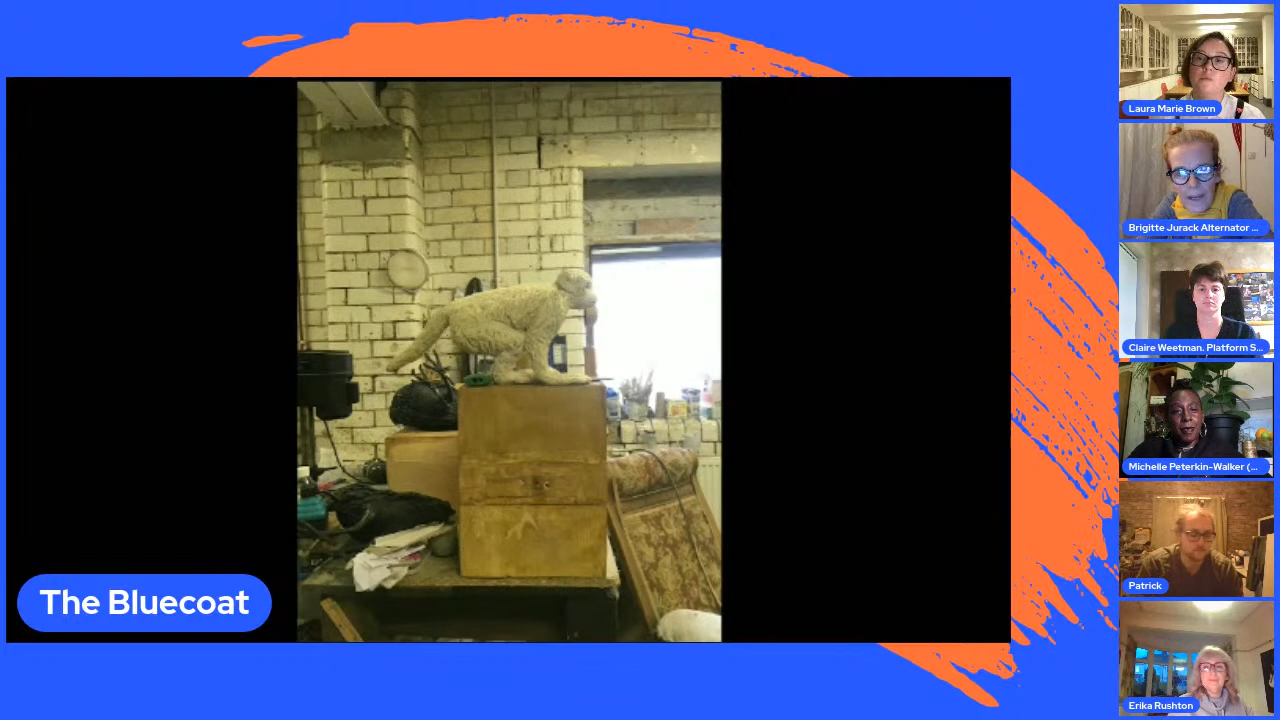 The Bluecoat
Laura Marie Brown
Brigitte Jurack Alternator ...
Claire Weetman. Platform S...
Michelle Peterkin-Walker (...
Patrick
Erika Rushton